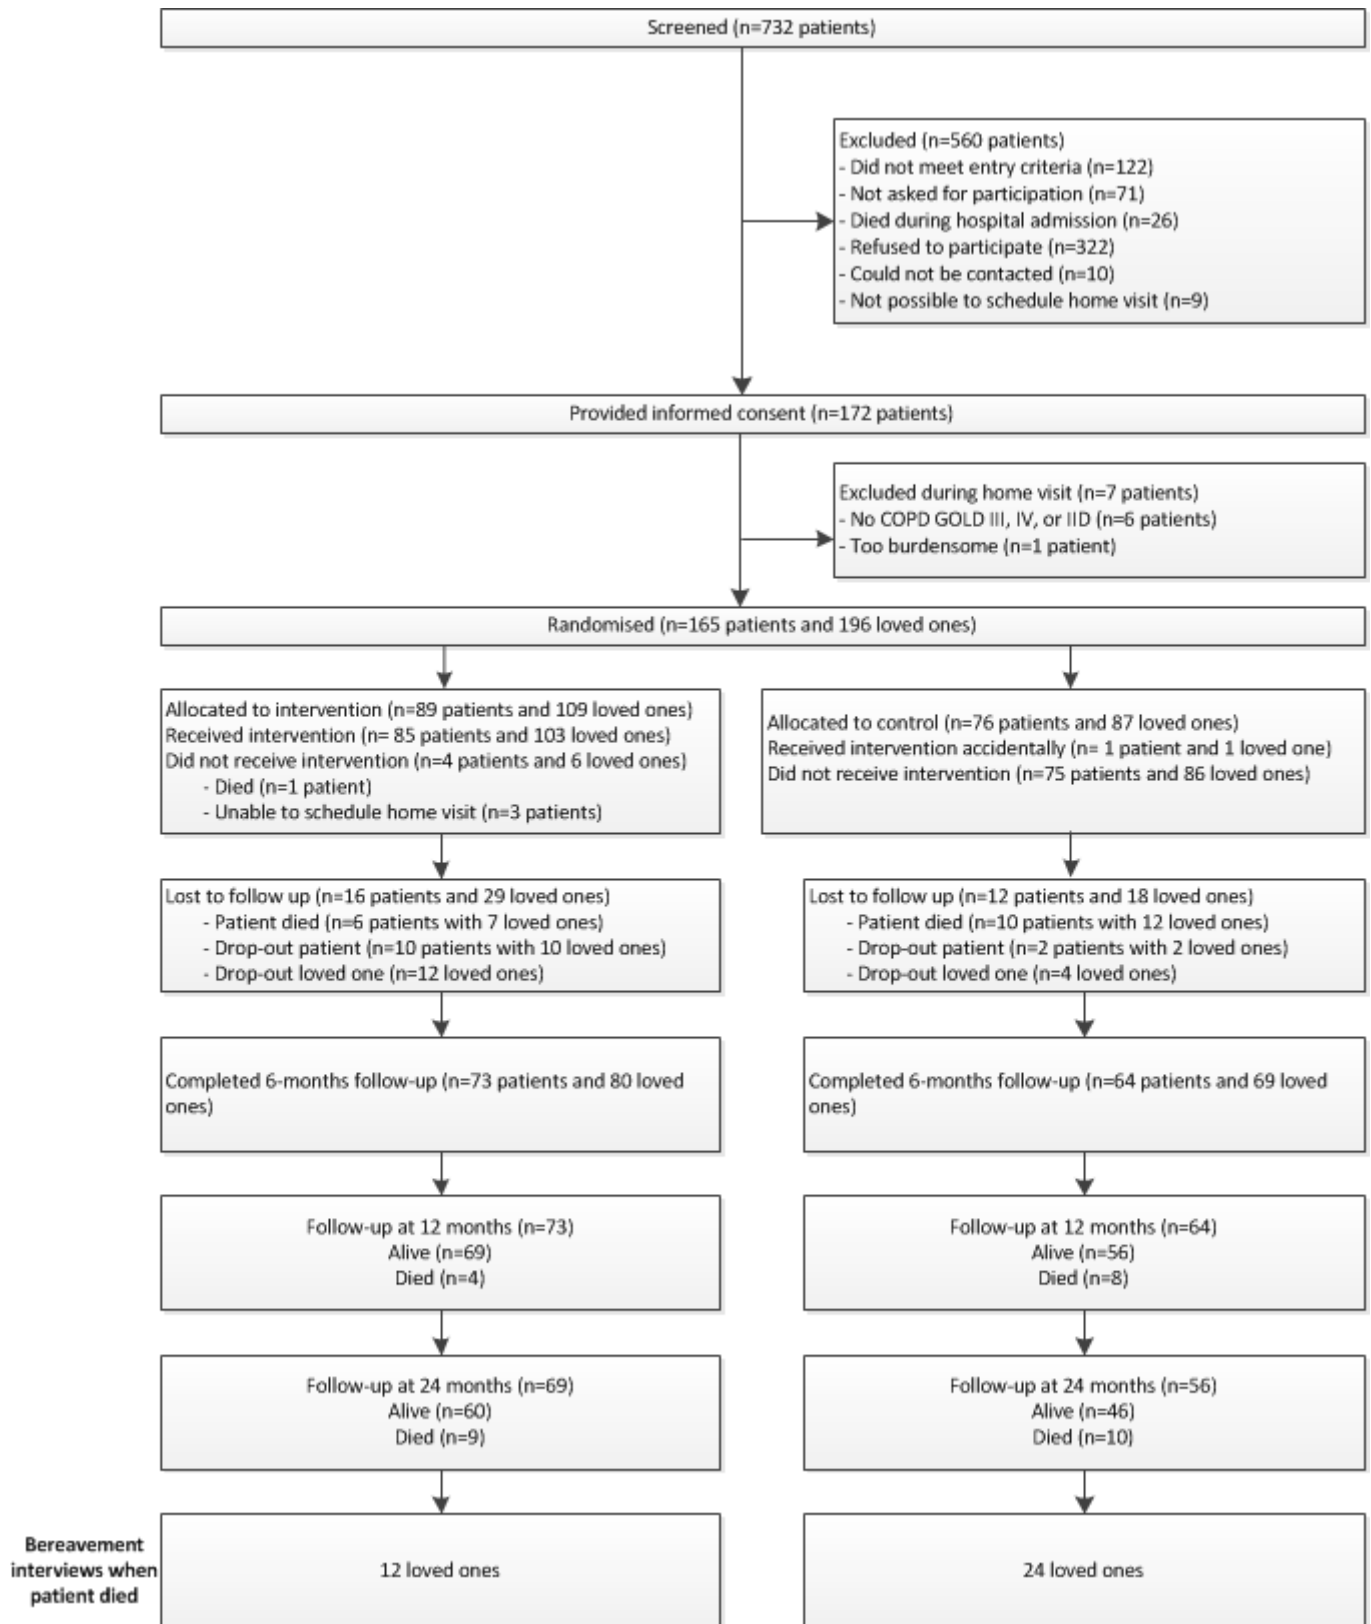 Screened (n=732 patients)
Excluded (n=560 patients)
- Did not meet entry criteria (n=122)
- Not asked for participation (n=71)
- Died during hospital admission (n=26)
- Refused to participate (n=322)
- Could not be contacted (n=10)
- Not possible to schedule home visit (n=9)
Provided informed consent (n=172 patients)
Excluded during home visit (n=7 patients)
- No COPD GOLD III, IV, or IID (n=6 patients)
- Too burdensome (n=1 patient)
Randomised (n=165 patients and 196 loved ones)
Allocated to intervention (n=89 patients and 109 loved ones)
Received intervention (n= 85 patients and 103 loved ones)
Did not receive intervention (n=4 patients and 6 loved ones)
- Died (n=1 patient)
- Unable to schedule home visit (n=3 patients)
Allocated to control (n=76 patients and 87 loved ones)
Received intervention accidentally (n= 1 patient and 1 loved one)
Did not receive intervention (n=75 patients and 86 loved ones)
Lost to follow up (n=16 patients and 29 loved ones)
- Patient died (n=6 patients with 7 loved ones)
- Drop-out patient (n=10 patients with 10 loved ones)
- Drop-out loved one (n=12 loved ones)
Lost to follow up (n=12 patients and 18 loved ones)
- Patient died (n=10 patients with 12 loved ones)
- Drop-out patient (n=2 patients with 2 loved ones)
- Drop-out loved one (n=4 loved ones)
Completed 6-months follow-up (n=73 patients and 80 loved
ones)
Completed 6-months follow-up (n=64 patients and 69 loved
ones)
Follow-up at 12 months (n=73)
Alive (n=69)
Died (n=4)
Follow-up at 12 months (n=64)
Alive (n=56)
Died (n=8)
Follow-up at 24 months (n=69)
Alive (n=60)
Died (n=9)
Follow-up at 24 months (n=56)
Alive (n=46)
Died (n=10)
Bereavement
interviews when
patient died
12 loved ones
24 loved ones